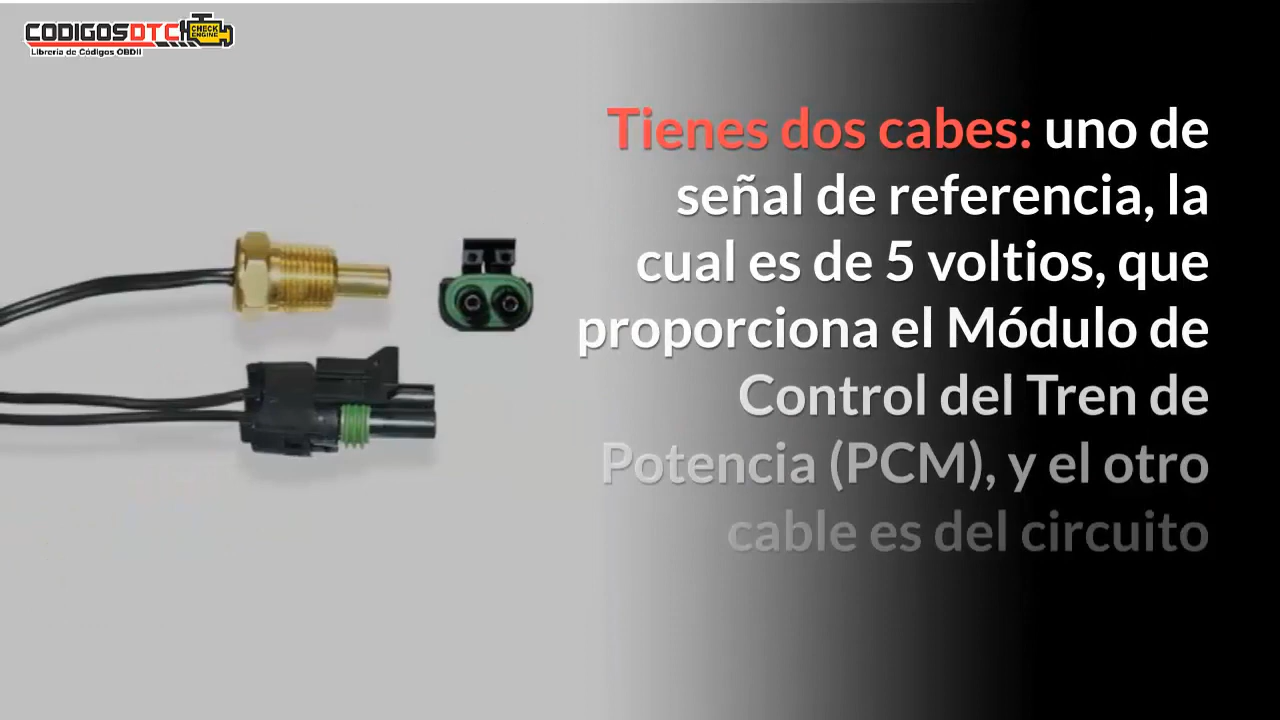 CODIGOSDTC
CHECK
ENGINE
Librería de Códigos OBDII
Tienes dos cabes: uno de
señal de referencia, la
cual es de 5 voltios, que
proporciona el Módulo de
Control del Tren de
Potencia (PCM), y el otro
cable es del circuito